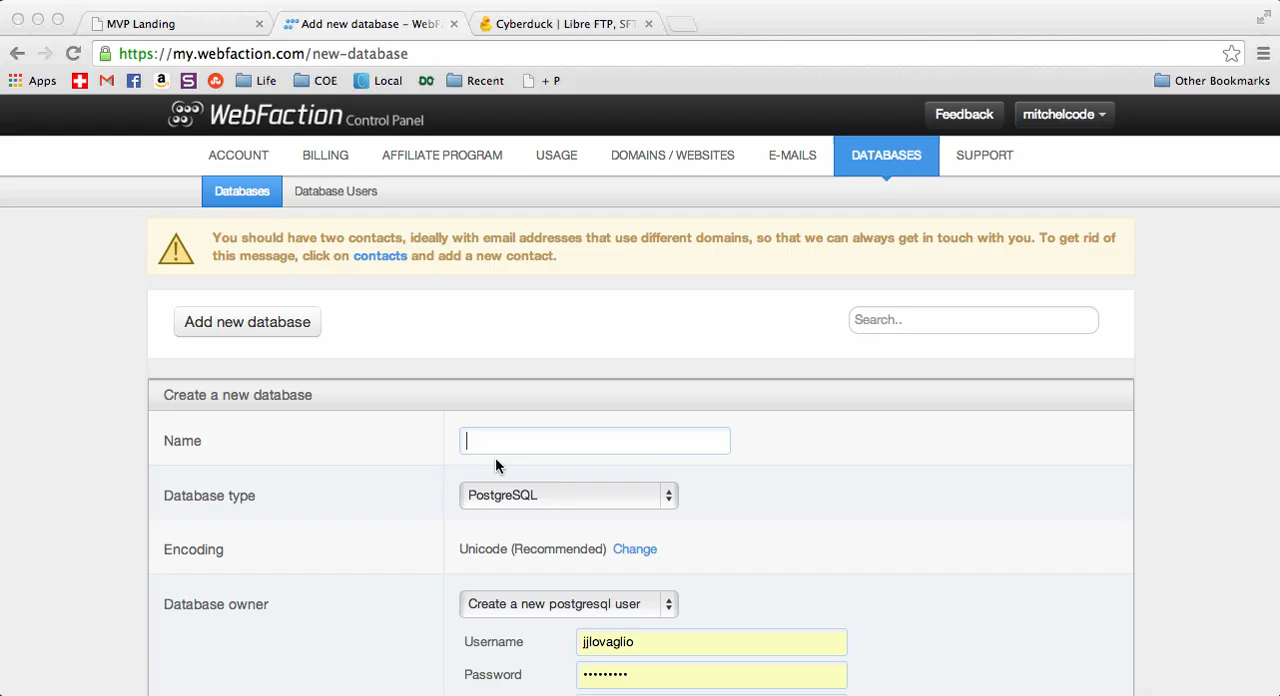 MVP Landing
Add new database – WebF
Cyberduck | Libre FTP, SFT
https://my.webfaction.com/new-database
Apps
Life
COE
Local
DO
Recent
+ P
Other Bookmarks
WebFaction Control Panel
Feedback
mitchelcode
ACCOUNT
BILLING
AFFILIATE PROGRAM
USAGE
DOMAINS / WEBSITES
E-MAILS
DATABASES
SUPPORT
Databases
Database Users
You should have two contacts, ideally with email addresses that use different domains, so that we can always get in touch with you. To get rid of
this message, click on contacts and add a new contact.
Add new database
Search..
Create a new database
Name
Database type
PostgreSQL
Encoding
Unicode (Recommended) Change
Database owner
Create a new postgresql user
Username
jjlovaglio
Password
•••••••••